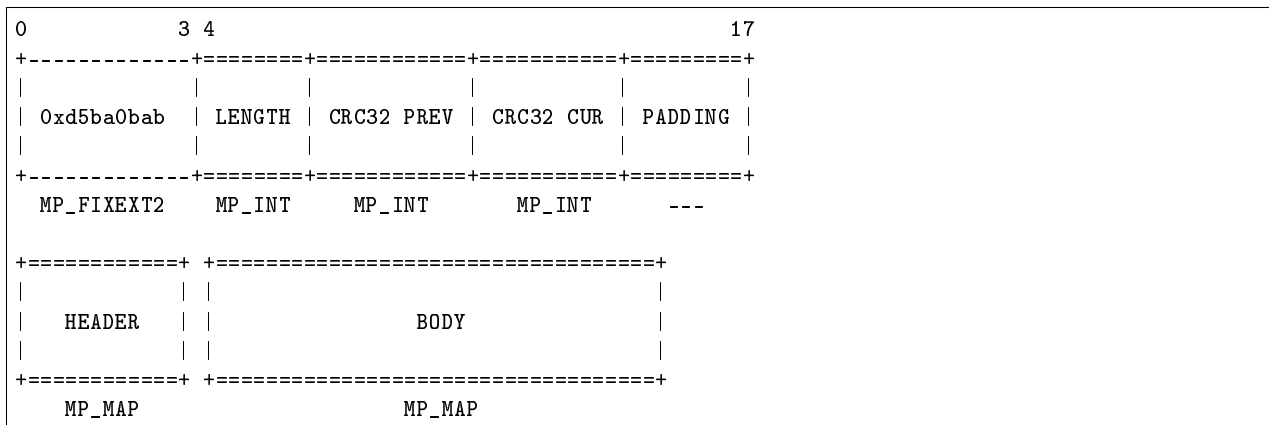 0            3 4                                         17
+-------------+========+============+===========+=========+
|             |        |            |           |         |
| 0xd5ba0bab  | LENGTH | CRC32 PREV | CRC32 CUR | PADDING |
|             |        |            |           |         |
+-------------+========+============+===========+=========+
  MP_FIXEXT2    MP_INT     MP_INT       MP_INT      ---
+============+ +===================================+
|            | |                                   |
|   HEADER   | |                BODY               |
|            | |                                   |
+============+ +===================================+
    MP_MAP                     MP_MAP